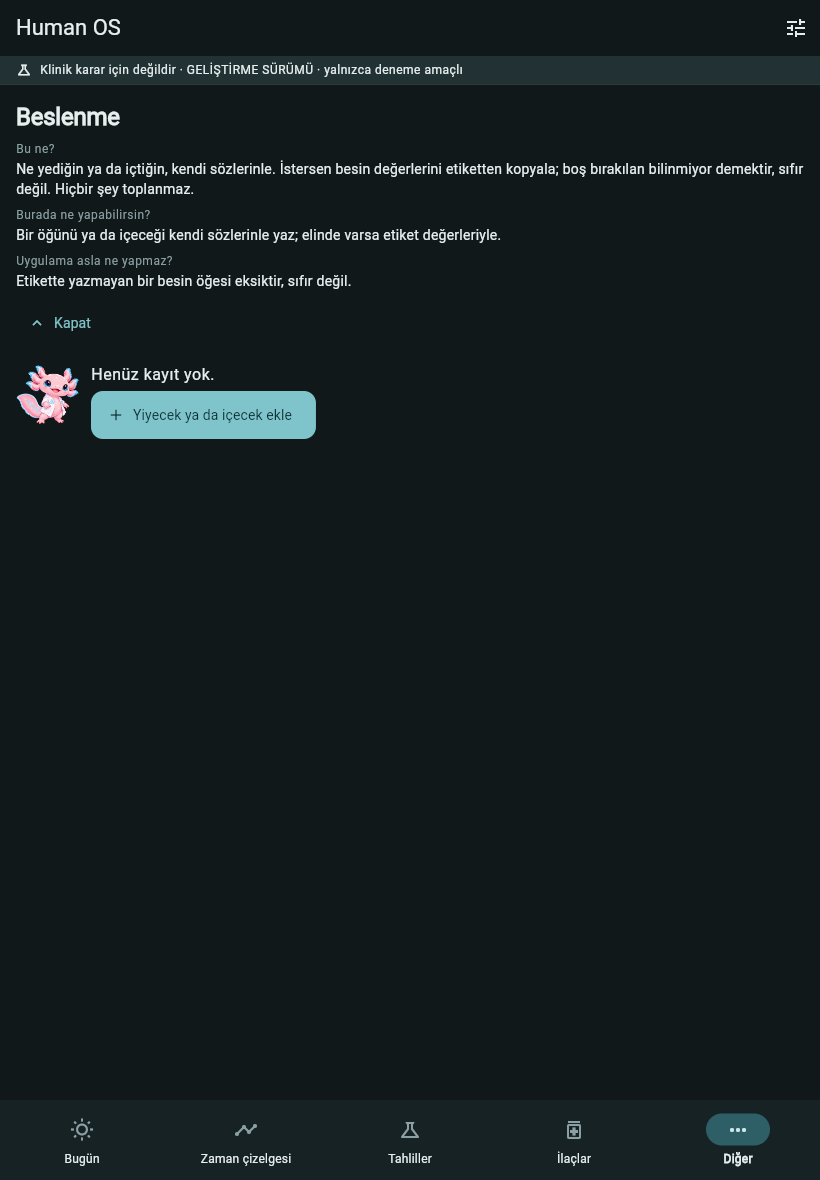 Human OS
Klinik karar için değildir · GELİŞTİRME SÜRÜMÜ · yalnızca deneme amaçlı
Beslenme
Bu ne?
Ne yediğin ya da içtiğin, kendi sözlerinle. İstersen besin değerlerini etiketten kopyala; boş bırakılan bilinmiyor demektir, sıfır
değil. Hiçbir şey toplanmaz.
Burada ne yapabilirsin?
Bir öğünü ya da içeceği kendi sözlerinle yaz; elinde varsa etiket değerleriyle.
Uygulama asla ne yapmaz?
Etikette yazmayan bir besin öğesi eksiktir, sıfır değil.
Kapat
Henüz kayıt yok.
Yiyecek ya da içecek ekle
Bugün
Zaman çizelgesi
Tahliller
İlaçlar
Diğer